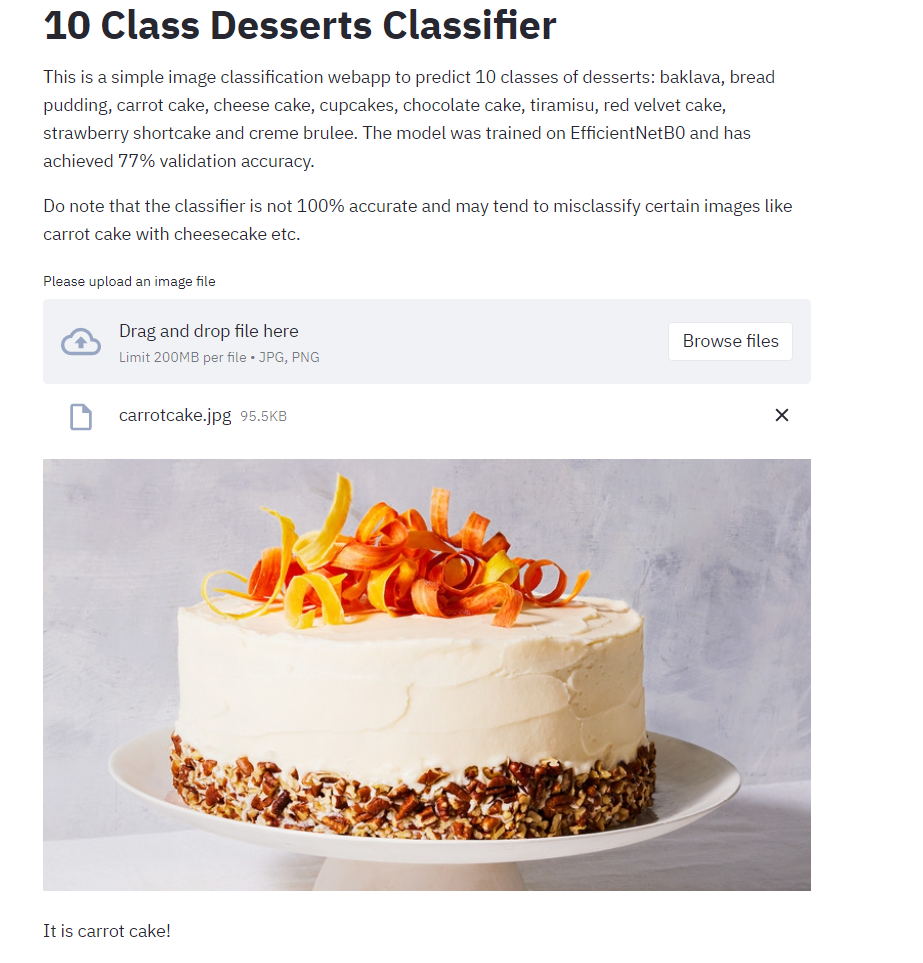 10 Class Desserts Classifier
This is a simple image classification webapp to predict 10 classes of desserts: baklava, bread
pudding, carrot cake, cheese cake, cupcakes, chocolate cake, tiramisu, red velvet cake,
strawberry shortcake and creme brulee. The model was trained on EfficientNetB0 and has
achieved 77% validation accuracy.
Do note that the classifier is not 100% accurate and may tend to misclassify certain images like
carrot cake with cheesecake etc.
Please upload an image file
Drag and drop file here
Limit 200MB per file • JPG, PNG
Browse files
carrotcake.jpg 95.5KB
It is carrot cake!